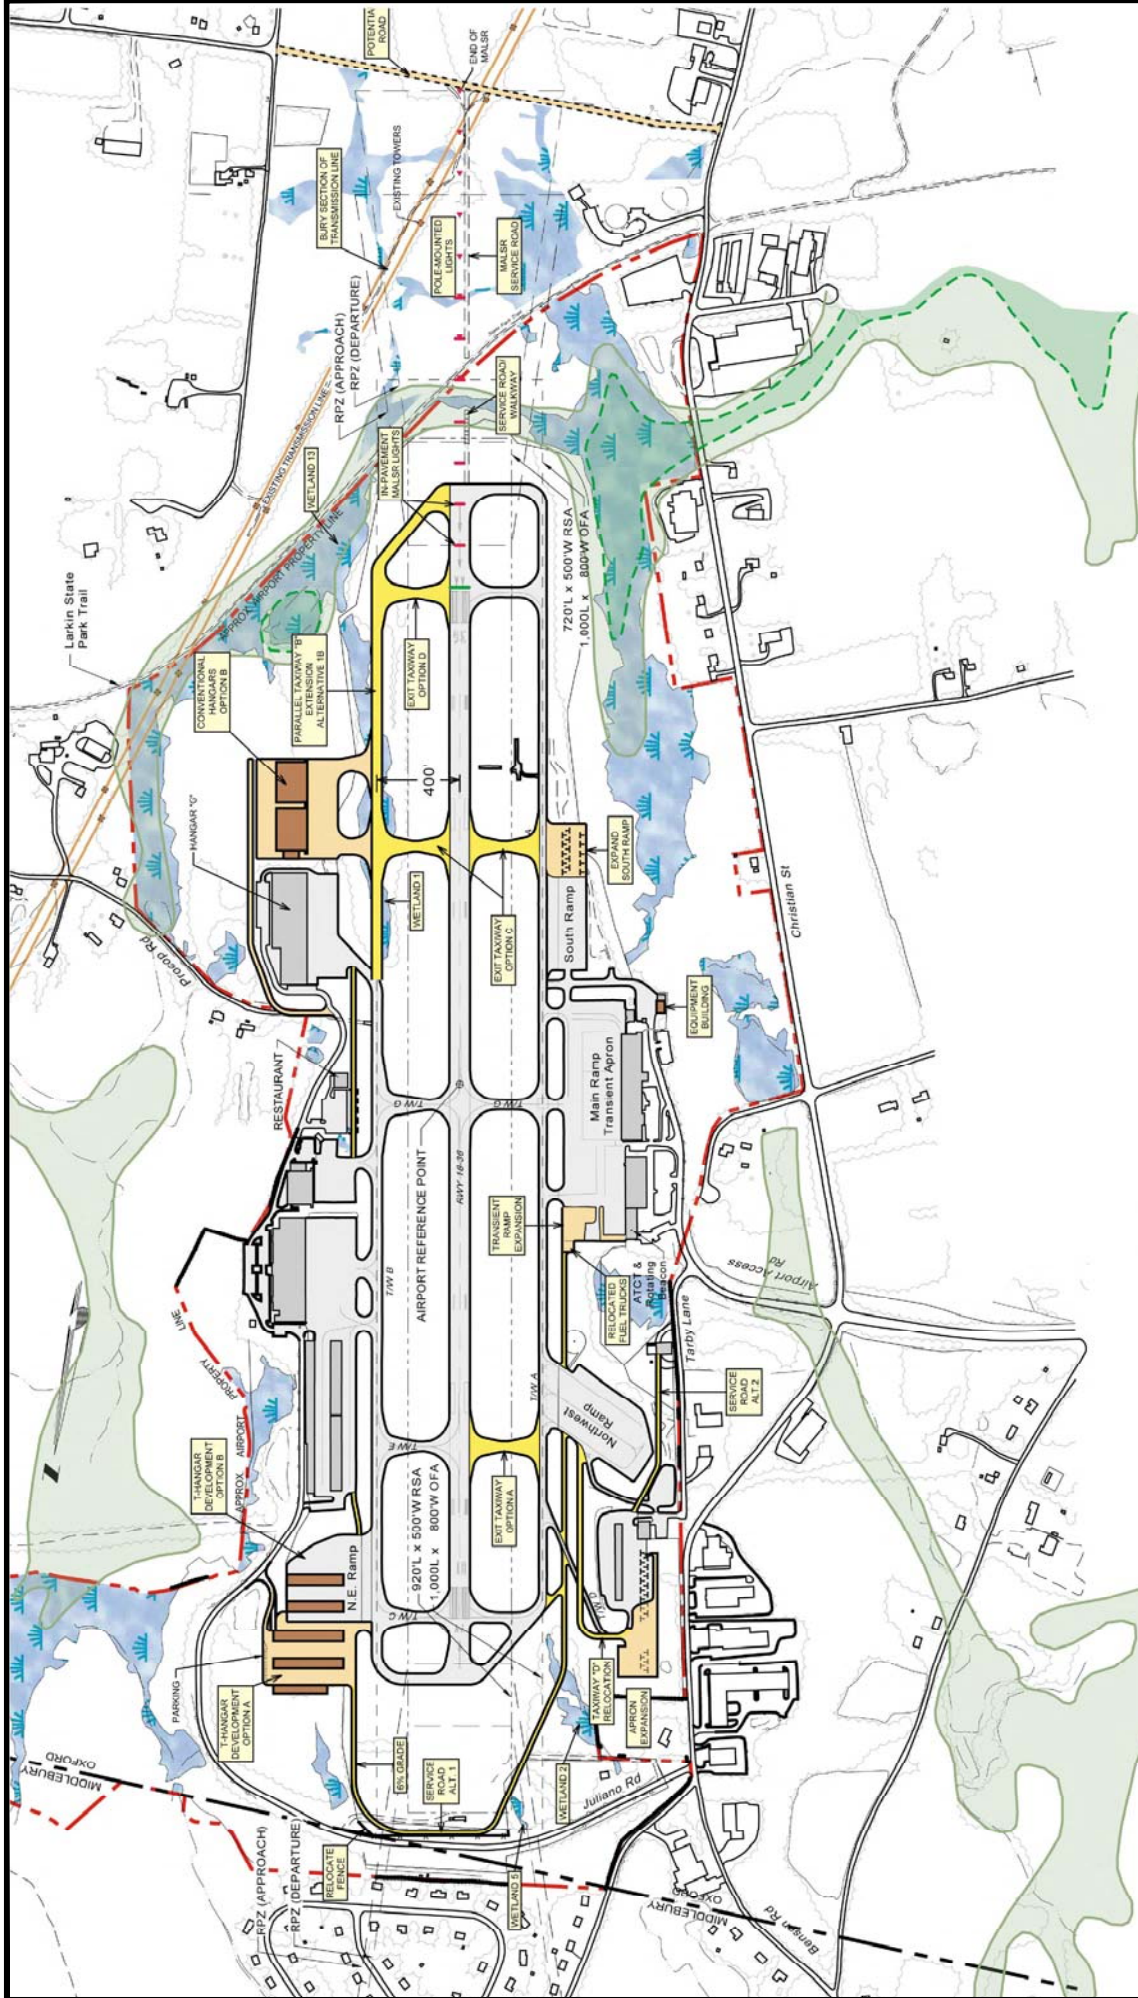 POTENTIAL
ROAD
END OF
MALSR
BURY SECTION OF
TRANSMISSION LINE
EXISTING TOWERS
POLE-MOUNTED
LIGHTS
MALSR
SERVICE ROAD
RPZ (APPROACH)
RPZ (DEPARTURE)
EXISTING TRANSMISSION LINE
SERVICE ROAD/
WALKWAY
IN-PAVEMENT
MALSR LIGHTS
WETLAND 13
APPROX AIRPORT PROPERTY LINE
Larkin State
Park Trail
720'L x 500'W RSA
1,000L x 800'W OFA
CONVENTIONAL
HANGARS
OPTION B
PARALLEL TAXIWAY "B"
EXTENSION
ALTERNATIVE 1B
EXIT TAXIWAY
OPTION D
400'
HANGAR "G"
EXPAND
SOUTH RAMP
WETLAND 1
EXIT TAXIWAY
OPTION C
South Ramp
Christian St
Procop Rd
EQUIPMENT
BUILDING
RESTAURANT
T/W G
T/W G
RWY 18-36
Main Ramp
Transient Apron
AIRPORT REFERENCE POINT
TRANSIENT
RAMP
EXPANSION
T/W B
Airport Access
Rd
RELOCATED
FUEL TRUCKS
ATCT &
Rotating
Beacon
Tarby Lane
PROPERTY LINE
APPROX AIRPORT
T/W A
Northwest
Ramp
SERVICE
ROAD
ALT 2
T/W E
T-HANGAR
DEVELOPMENT
OPTION B
920'L x 500'W RSA
1,000L x 800'W OFA
EXIT TAXIWAY
OPTION A
N.E. Ramp
T/W C
T/W D
PARKING
T-HANGAR
DEVELOPMENT
OPTION A
TAXIWAY "D"
RELOCATION
APRON
EXPANSION
MIDDLEBURY
OXFORD
6% GRADE
SERVICE
ROAD
ALT. 1
WETLAND 2
Juliano Rd
RELOCATE
FENCE
RPZ (APPROACH)
RPZ (DEPARTURE)
WETLAND 5
MIDDLEBURY
OXFORD
Benson Rd